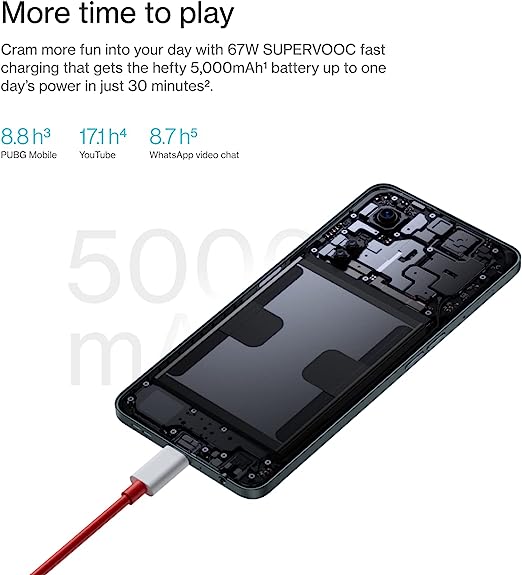 More time to play
Cram more fun into your day with 67W SUPERVOOC fast
charging that gets the hefty 5,000mAh¹ battery up to one
day's power in just 30 minutes².
8.8 h³ 17.1 h⁴ 8.7 h⁵
PUBG Mobile YouTube WhatsApp video chat
500
m